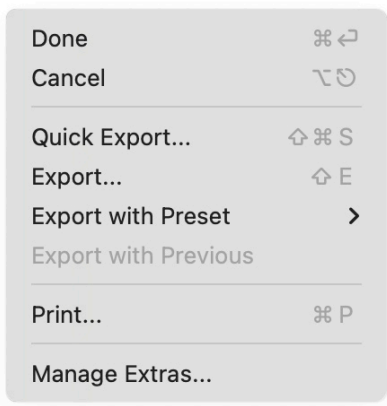 Done ⌘↩
Cancel ⌥⎋
Quick Export... ⇧⌘ S
Export... ⇧ E
Export with Preset >
Export with Previous
Print... ⌘ P
Manage Extras...